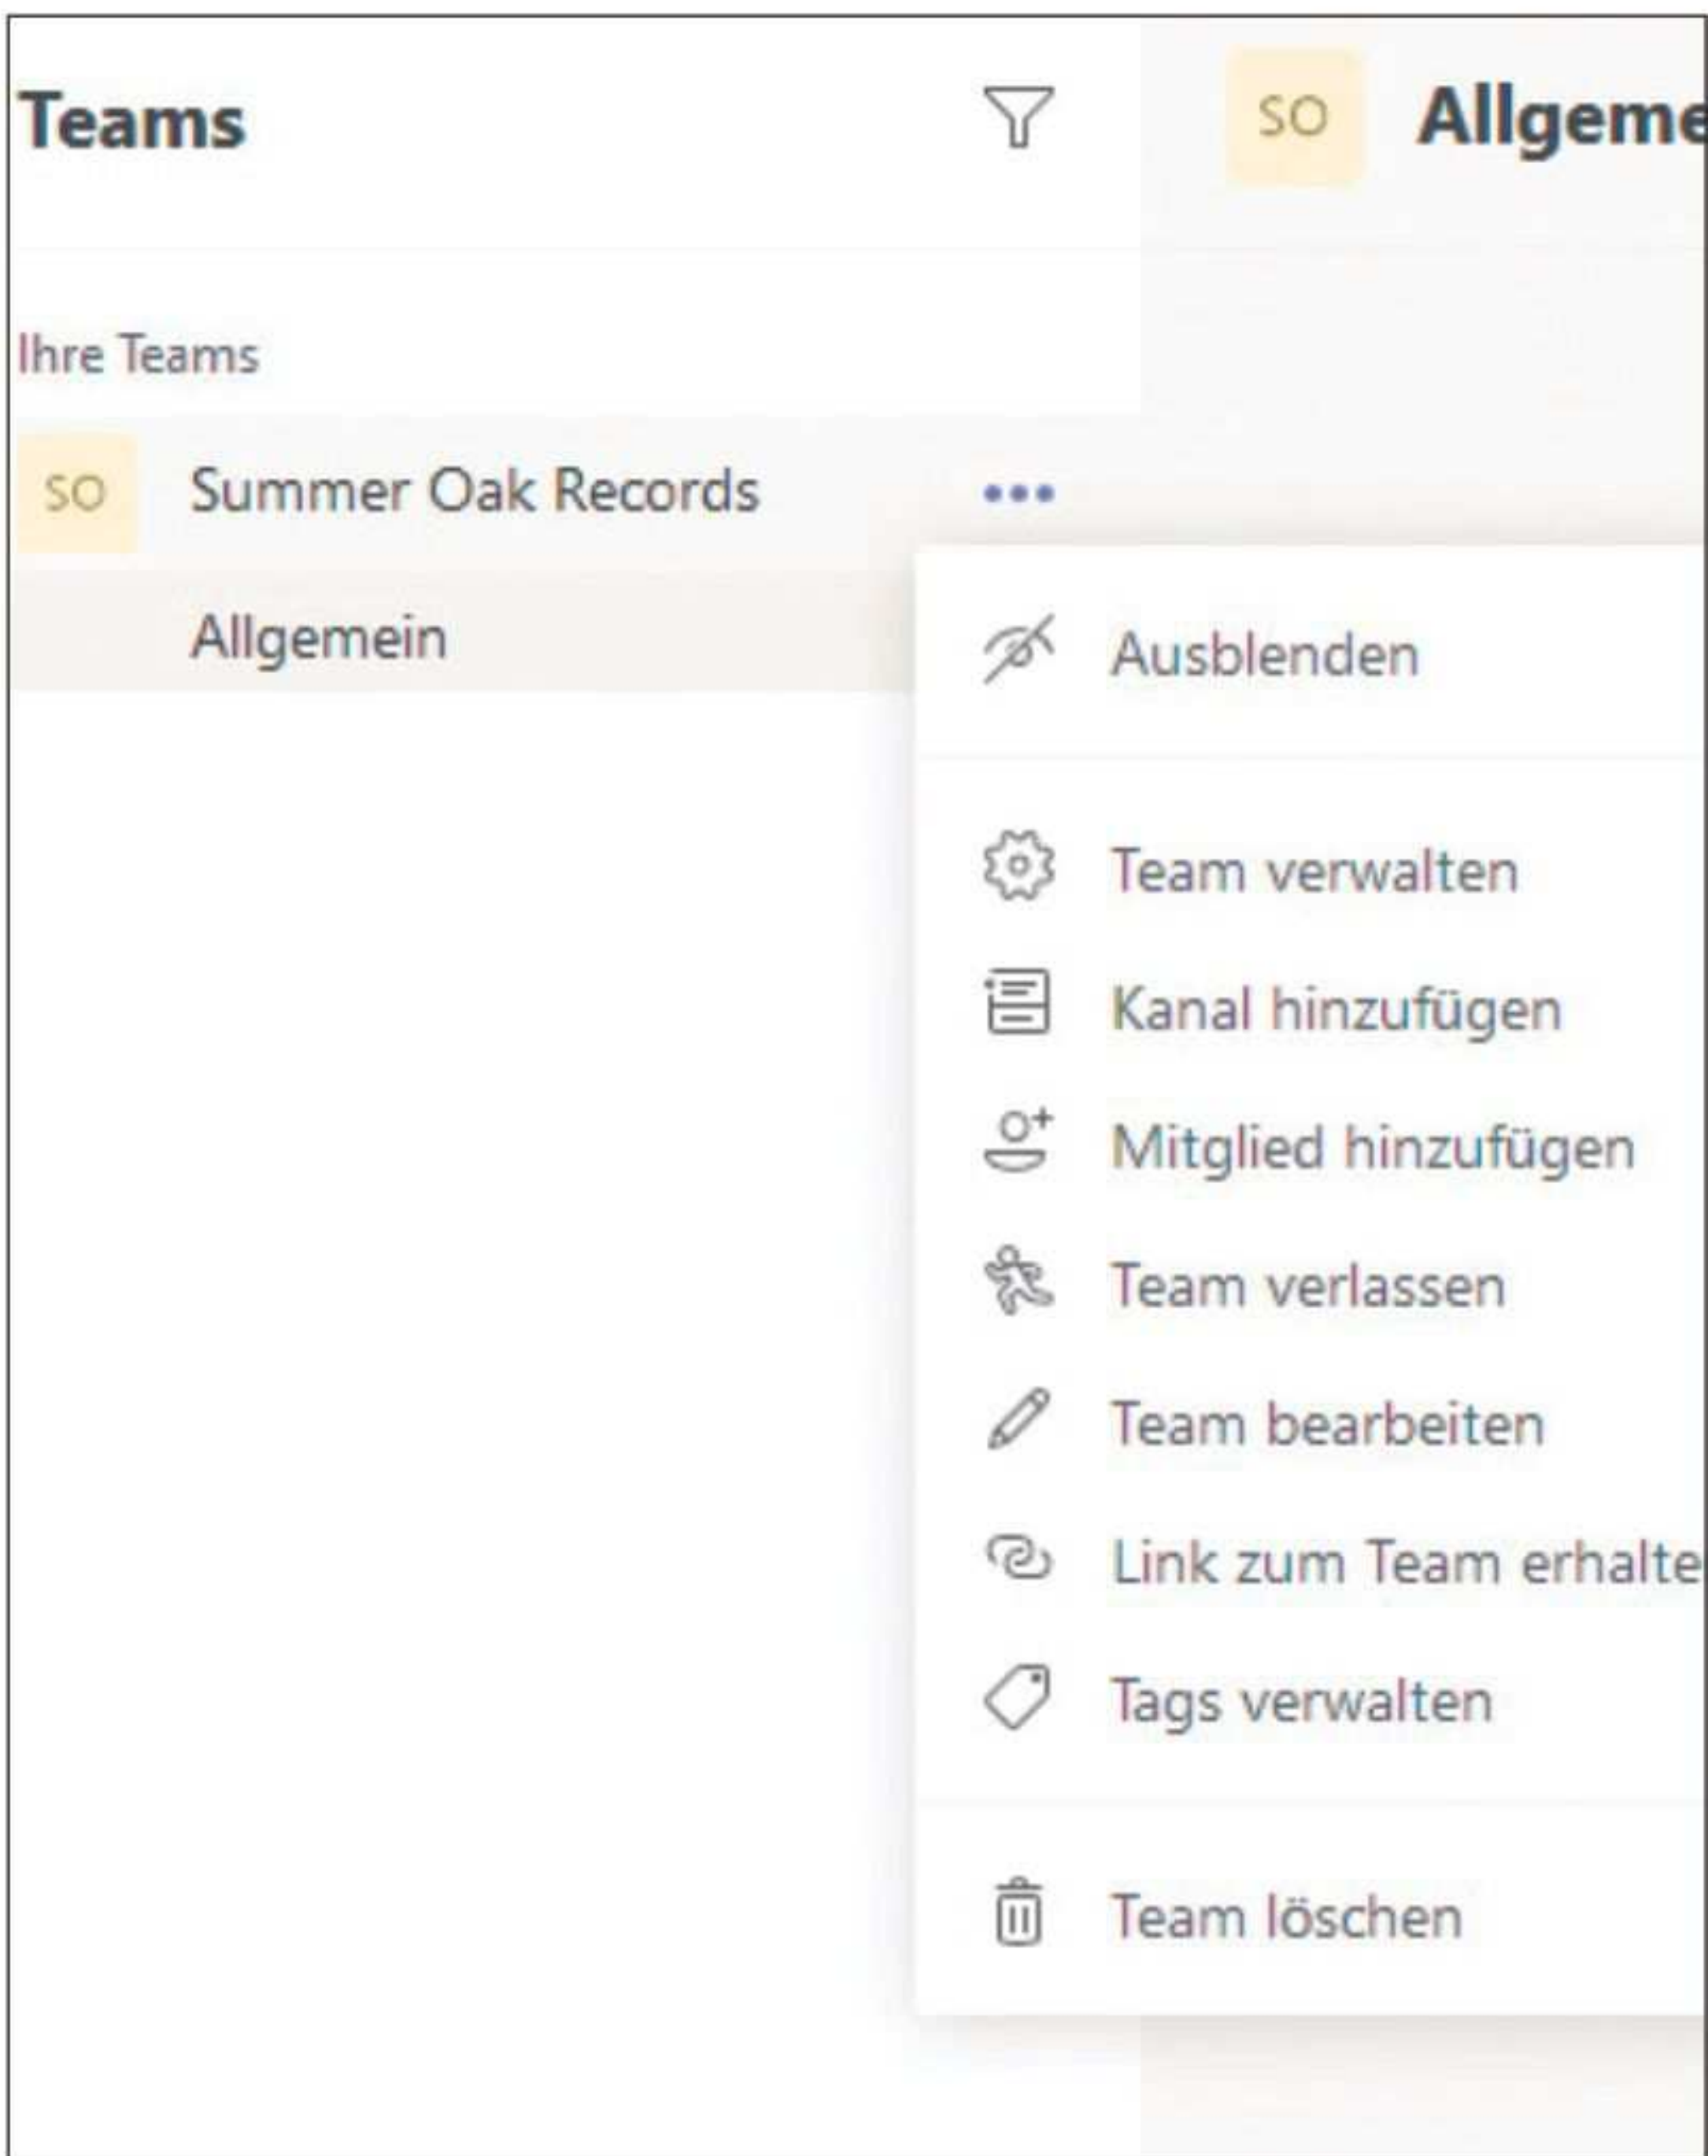 Teams
SO Allgeme
Ihre Teams
SO Summer Oak Records
Allgemein
Ausblenden
Team verwalten
Kanal hinzufügen
Mitglied hinzufügen
Team verlassen
Team bearbeiten
Link zum Team erhalte
Tags verwalten
Team löschen